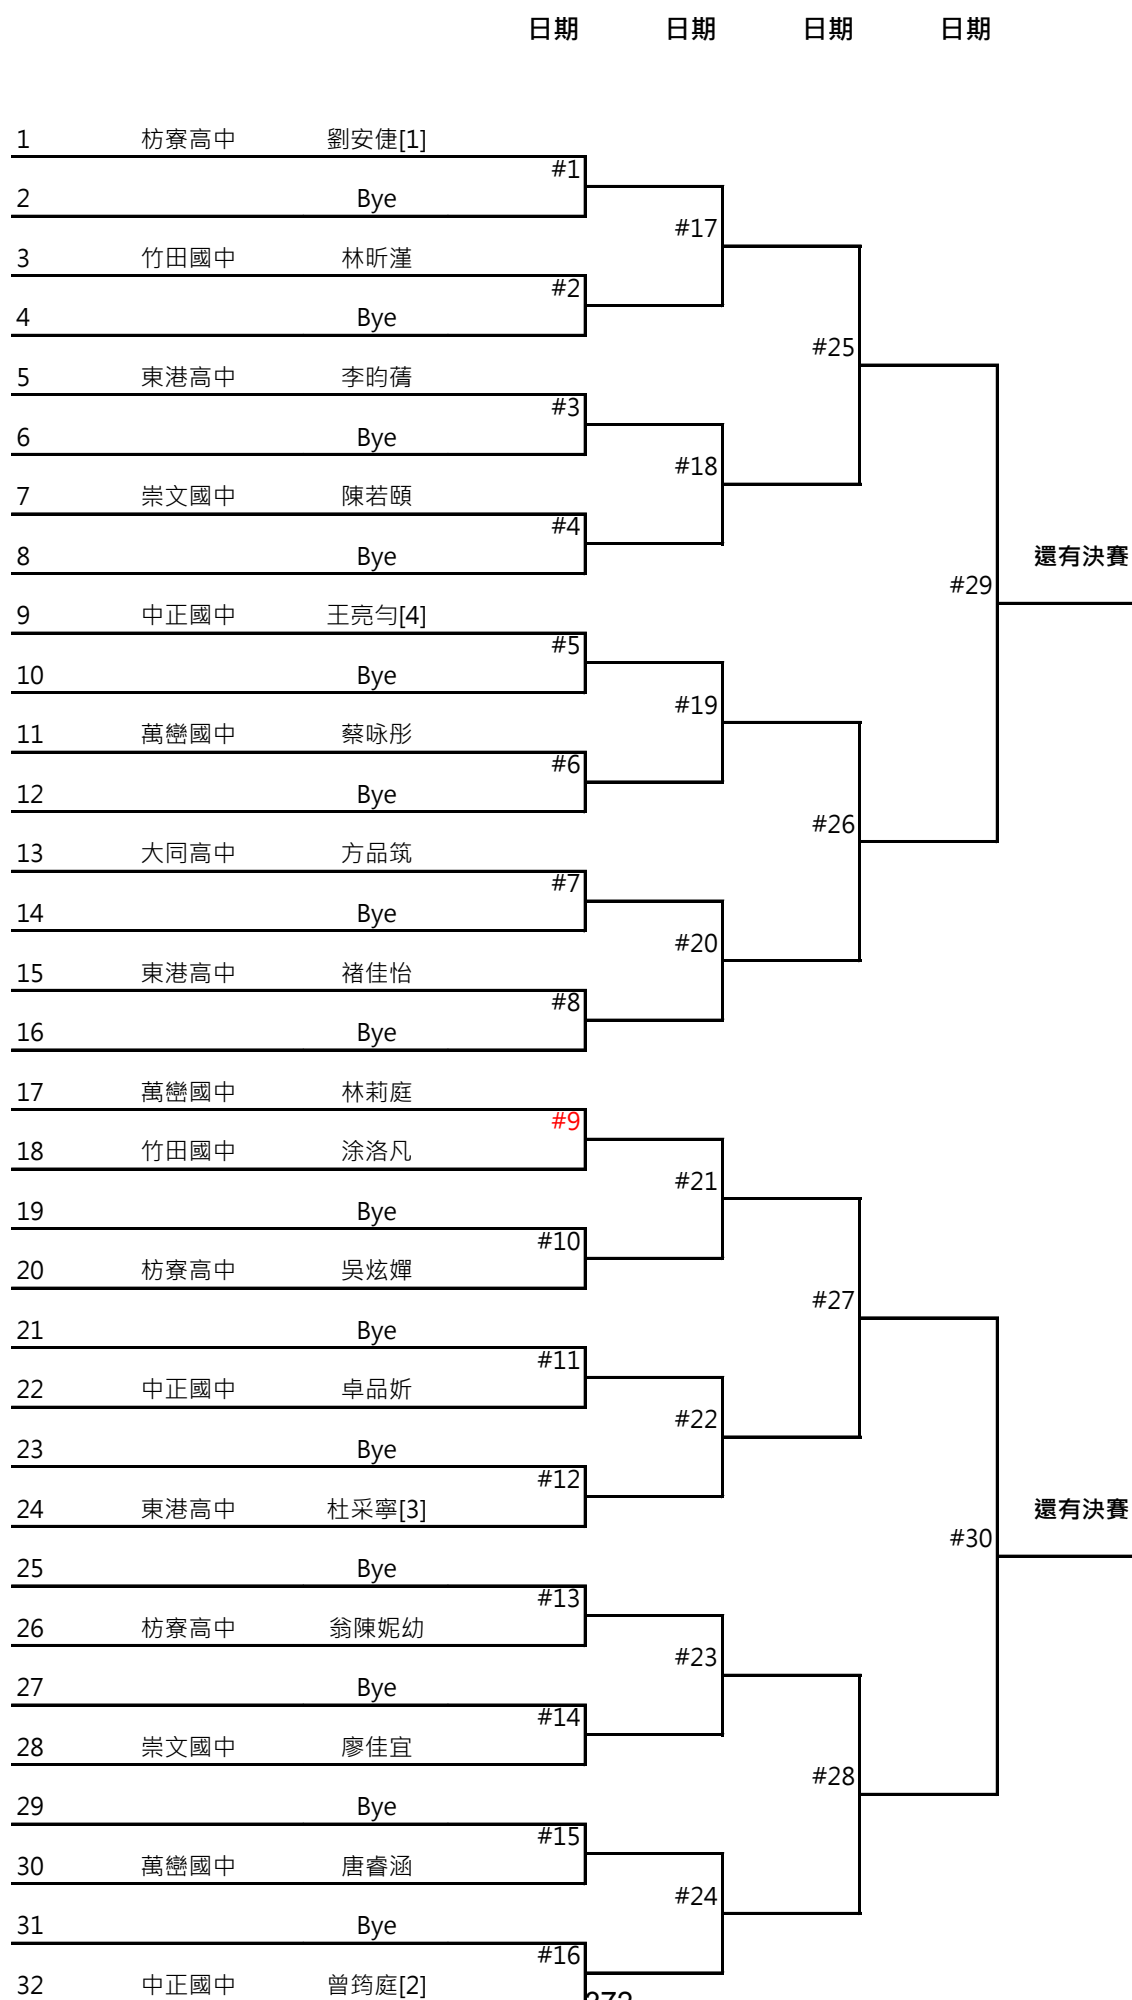 日期 日期 日期 日期
1 枋寮高中 劉安倢[1]
#1
2 Bye
#17
3 竹田國中 林昕漌
#2
4 Bye
#25
5 東港高中 李昀蒨
#3
6 Bye
#18
7 崇文國中 陳若頤
#4
8 Bye
還有決賽
#29
9 中正國中 王亮勻[4]
#5
10 Bye
#19
11 萬巒國中 蔡咏彤
#6
12 Bye
#26
13 大同高中 方品筑
#7
14 Bye
#20
15 東港高中 禇佳怡
#8
16 Bye
17 萬巒國中 林莉庭
#9
18 竹田國中 涂洛凡
#21
19 Bye
#10
20 枋寮高中 吳炫嬋
#27
21 Bye
#11
22 中正國中 卓品妡
#22
23 Bye
#12
24 東港高中 杜采寧[3]
還有決賽
#30
25 Bye
#13
26 枋寮高中 翁陳妮幼
#23
27 Bye
#14
28 崇文國中 廖佳宜
#28
29 Bye
#15
30 萬巒國中 唐睿涵
#24
31 Bye
#16
32 中正國中 曾筠庭[2]